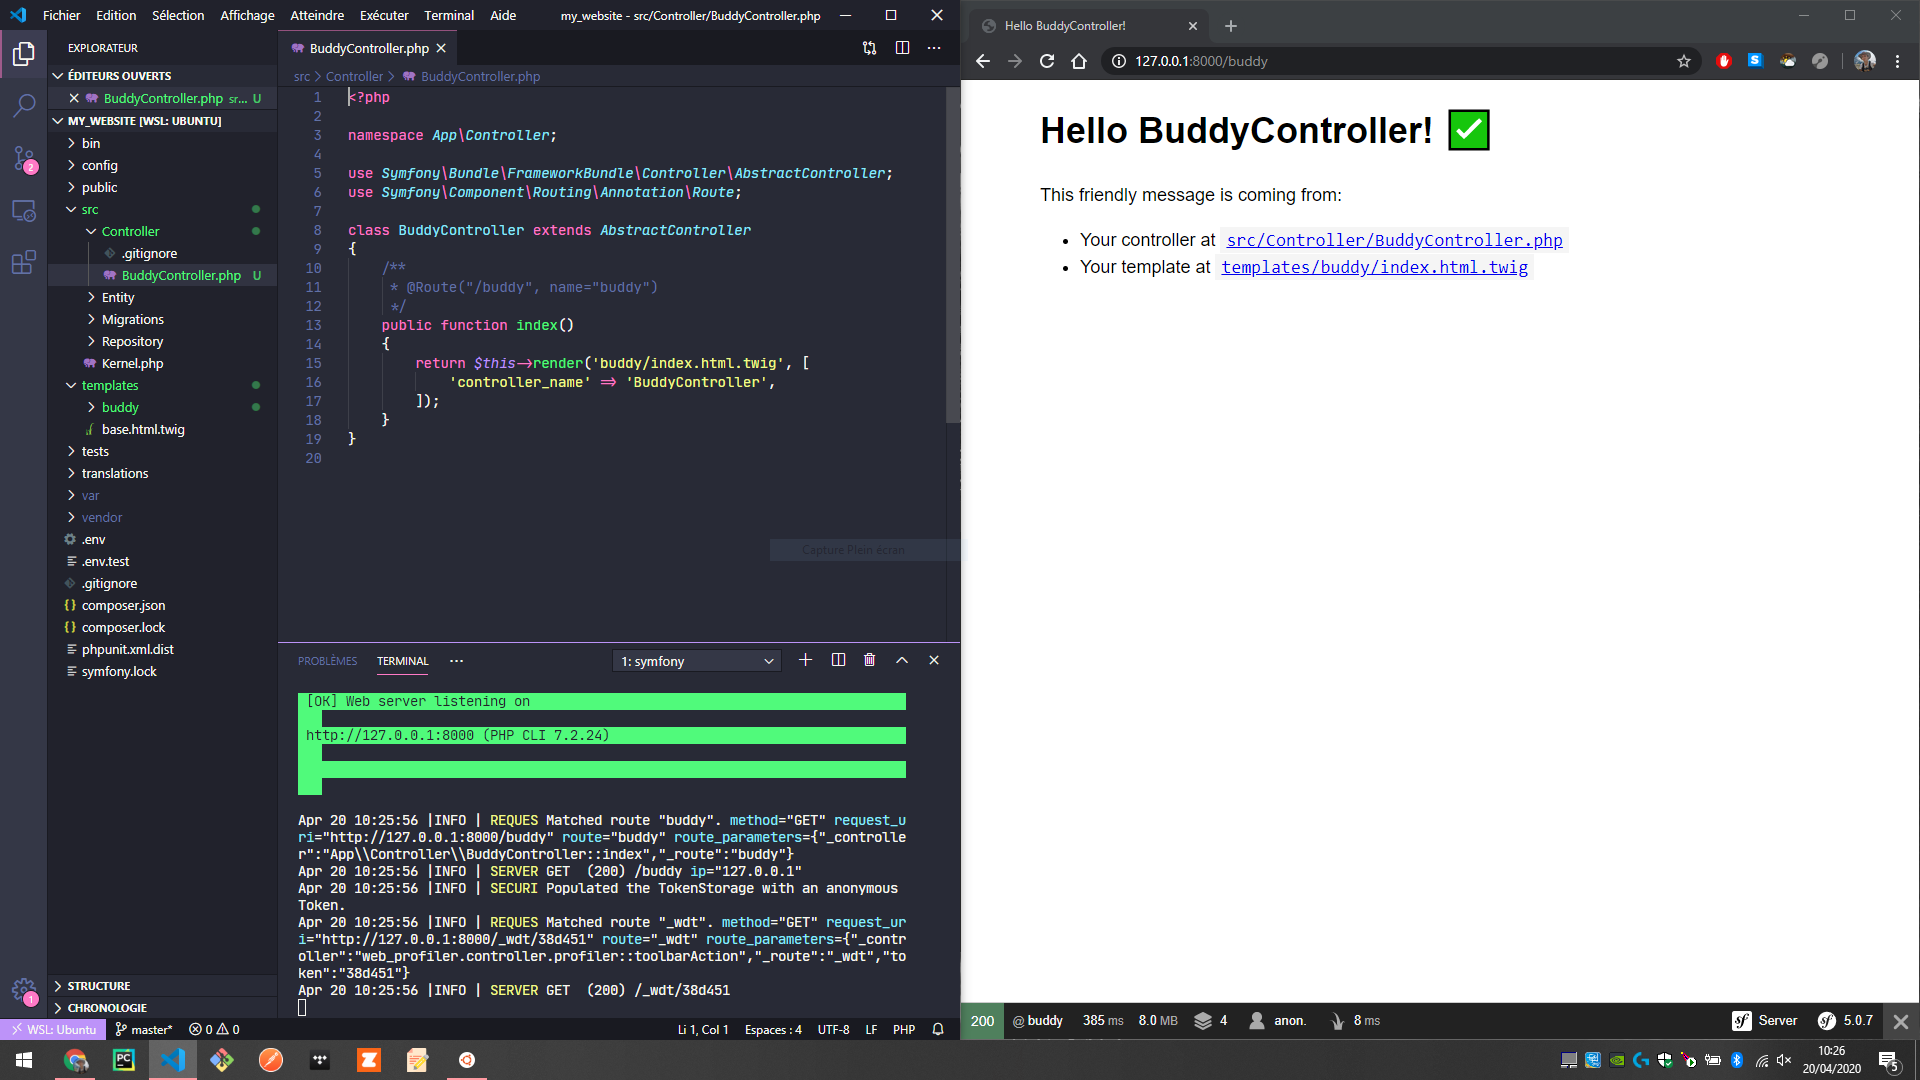 Fichier Edition Sélection Affichage Atteindre Exécuter Terminal Aide
my_website - src/Controller/BuddyController.php
EXPLORATEUR
ÉDITEURS OUVERTS
BuddyController.php sr... U
MY_WEBSITE [WSL: UBUNTU]
bin
config
public
src
Controller
.gitignore
BuddyController.php U
Entity
Migrations
Repository
Kernel.php
templates
buddy
base.html.twig
tests
translations
var
vendor
.env
.env.test
.gitignore
composer.json
composer.lock
phpunit.xml.dist
symfony.lock
STRUCTURE
CHRONOLOGIE
2
1
BuddyController.php
src > Controller > BuddyController.php
1 <?php
2
3 namespace App\Controller;
4
5 use Symfony\Bundle\FrameworkBundle\Controller\AbstractController;
6 use Symfony\Component\Routing\Annotation\Route;
7
8 class BuddyController extends AbstractController
9 {
10 /**
11 * @Route("/buddy", name="buddy")
12 */
13 public function index()
14 {
15 return $this->render('buddy/index.html.twig', [
16 'controller_name' => 'BuddyController',
17 ]);
18 }
19 }
20
Capture Plein écran
PROBLÈMES TERMINAL ... 1: symfony
[OK] Web server listening on
http://127.0.0.1:8000 (PHP CLI 7.2.24)
Apr 20 10:25:56 |INFO | REQUES Matched route "buddy". method="GET" request_u
ri="http://127.0.0.1:8000/buddy" route="buddy" route_parameters={"_controlle
r":"App\\Controller\\BuddyController::index","_route":"buddy"}
Apr 20 10:25:56 |INFO | SERVER GET (200) /buddy ip="127.0.0.1"
Apr 20 10:25:56 |INFO | SECURI Populated the TokenStorage with an anonymous
Token.
Apr 20 10:25:56 |INFO | REQUES Matched route "_wdt". method="GET" request_ur
i="http://127.0.0.1:8000/_wdt/38d451" route="_wdt" route_parameters={"_contr
oller":"web_profiler.controller.profiler::toolbarAction","_route":"_wdt","to
ken":"38d451"}
Apr 20 10:25:56 |INFO | SERVER GET (200) /_wdt/38d451
WSL: Ubuntu master* 0 0 Li 1, Col 1 Espaces : 4 UTF-8 LF PHP
Hello BuddyController!
127.0.0.1:8000/buddy
Hello BuddyController! ✅
This friendly message is coming from:
• Your controller at src/Controller/BuddyController.php
• Your template at templates/buddy/index.html.twig
200 @ buddy 385 ms 8.0 MB 4 anon. 8 ms Server 5.0.7
10:26
20/04/2020
5